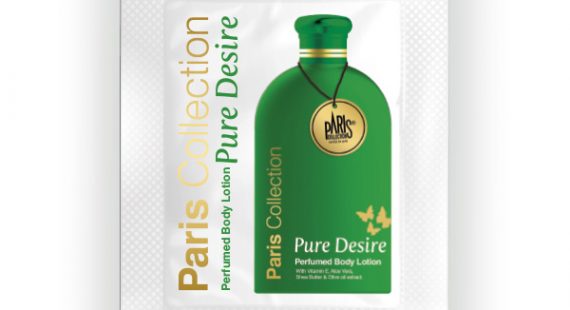 Paris Collection
Perfumed Body Lotion
Pure Desire
PARIS
COLLECTION
Paris Collection
Pure Desire
Perfumed Body Lotion
With Vitamin E, Aloe Vera,
Shea Butter & Olive oil extract